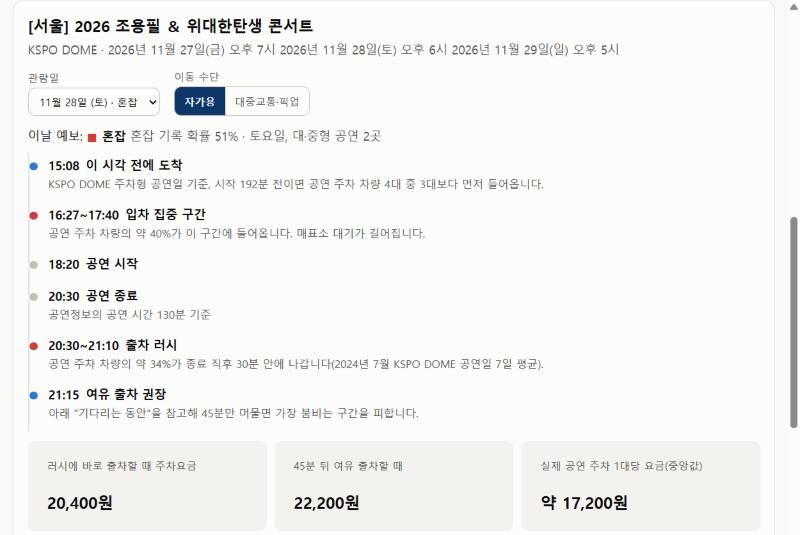 [서울] 2026 조용필 & 위대한탄생 콘서트
KSPO DOME · 2026년 11월 27일(금) 오후 7시 2026년 11월 28일(토) 오후 6시 2026년 11월 29일(일) 오후 5시
관람일
이동 수단
11월 28일 (토) · 혼잡
자가용
대중교통·픽업
이날 예보: 혼잡 혼잡 기록 확률 51% · 토요일, 대·중형 공연 2곳
15:08 이 시각 전에 도착
KSPO DOME 주차형 공연일 기준, 시작 192분 전이면 공연 주차 차량 4대 중 3대보다 먼저 들어옵니다.
16:27~17:40 입차 집중 구간
공연 주차 차량의 약 40%가 이 구간에 들어옵니다. 매표소 대기가 길어집니다.
18:20 공연 시작
20:30 공연 종료
공연정보의 공연 시간 130분 기준
20:30~21:10 출차 러시
공연 주차 차량의 약 34%가 종료 직후 30분 안에 나갑니다(2024년 7월 KSPO DOME 공연일 7일 평균).
21:15 여유 출차 권장
아래 "기다리는 동안"을 참고해 45분만 머물면 가장 붐비는 구간을 피합니다.
러시에 바로 출차할 때 주차요금
45분 뒤 여유 출차할 때
실제 공연 주차 1대당 요금(중앙값)
20,400원
22,200원
약 17,200원